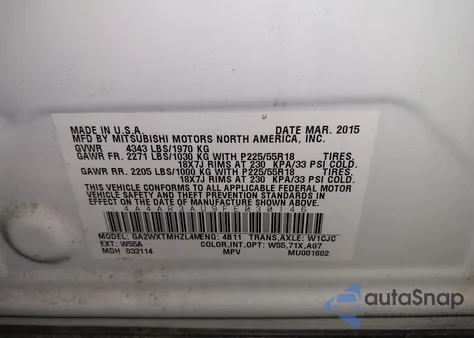 MADE IN U.S.A. DATE MAR. 2015
MFD BY MITSUBISHI MOTORS NORTH AMERICA, INC.
GVWR 4343 LBS/1970 KG
GAWR FR. 2271 LBS/1030 KG WITH P225/55R18 TIRES,
18X7J RIMS AT 230 KPA/33 PSI COLD.
GAWR RR. 2205 LBS/1000 KG WITH P225/55R18 TIRES,
18X7J RIMS AT 230 KPA/33 PSI COLD.
THIS VEHICLE CONFORMS TO ALL APPLICABLE FEDERAL MOTOR
VEHICLE SAFETY, BUMPER AND THEFT PREVENTION STANDARDS
IN EFFECT ON THE DATE OF MANUFACTURE SHOWN ABOVE.
4A4AR3AU9FE030146
MODEL: GA2WXTMHZL4M ENG: 4B11 TRANS,AXLE: W1CJC
EXT: W55A COLOR,INT,OPT: W55,71X,A07
MDH 033114 MPV MU001602
autoSnap